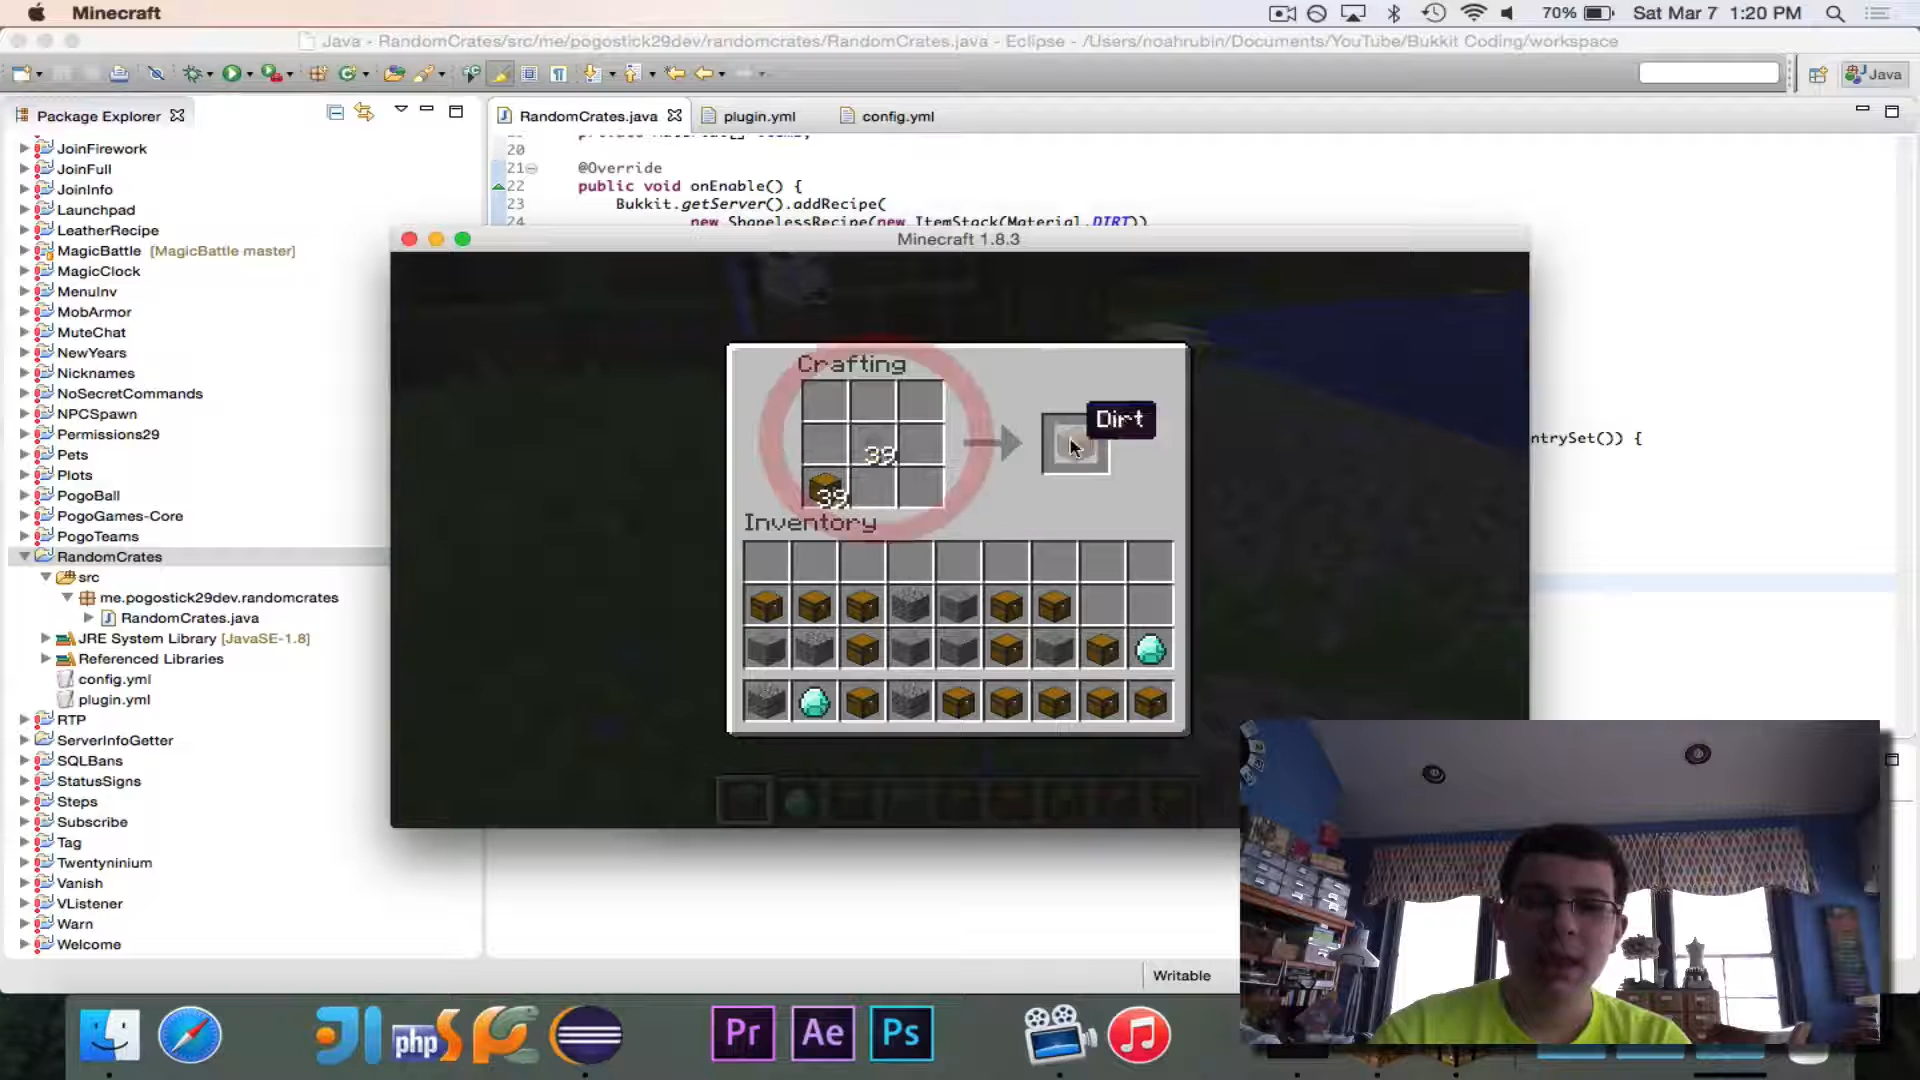 Minecraft
70% Sat Mar 7 1:20 PM
Java - RandomCrates/src/me/pogostick29dev/randomcrates/RandomCrates.java - Eclipse - /Users/noahrubin/Documents/YouTube/Bukkit Coding/workspace
Java
Package Explorer
RandomCrates.java
plugin.yml
config.yml
JoinFirework
JoinFull
JoinInfo
Launchpad
LeatherRecipe
MagicBattle [MagicBattle master]
MagicClock
MenuInv
MobArmor
MuteChat
NewYears
Nicknames
NoSecretCommands
NPCSpawn
Permissions29
Pets
Plots
PogoBall
PogoGames-Core
PogoTeams
RandomCrates
src
me.pogostick29dev.randomcrates
RandomCrates.java
JRE System Library [JavaSE-1.8]
Referenced Libraries
config.yml
plugin.yml
RTP
ServerInfoGetter
SQLBans
StatusSigns
Steps
Subscribe
Tag
Twentyninium
Vanish
VListener
Warn
Welcome
20
21 @Override
22 public void onEnable() {
23 Bukkit.getServer().addRecipe(
24 new ShapelessRecipe(new ItemStack(Material.DIRT))
ntrySet()) {
Minecraft 1.8.3
Crafting
Dirt
39
39
Inventory
Writable
php
Pr
Ae
Ps